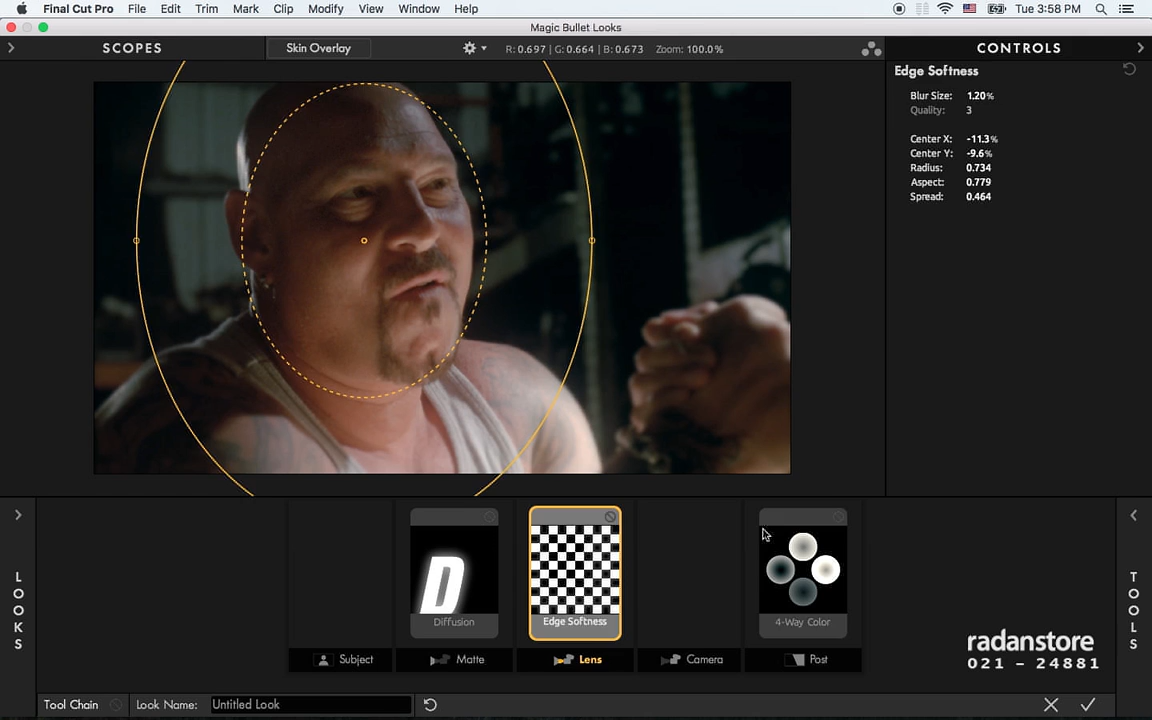 Final Cut Pro File Edit Trim Mark Clip Modify View Window Help Tue 3:58 PM
Magic Bullet Looks
SCOPES Skin Overlay R: 0.697 | G: 0.664 | B: 0.673 Zoom: 100.0% CONTROLS
Edge Softness
Blur Size: 1.20%
Quality: 3
Center X: -11.3%
Center Y: -9.6%
Radius: 0.734
Aspect: 0.779
Spread: 0.464
LOOKS
TOOLS
D
Diffusion Edge Softness 4-Way Color
Subject Matte Lens Camera Post
radanstore
021 - 24881
Tool Chain Look Name: Untitled Look